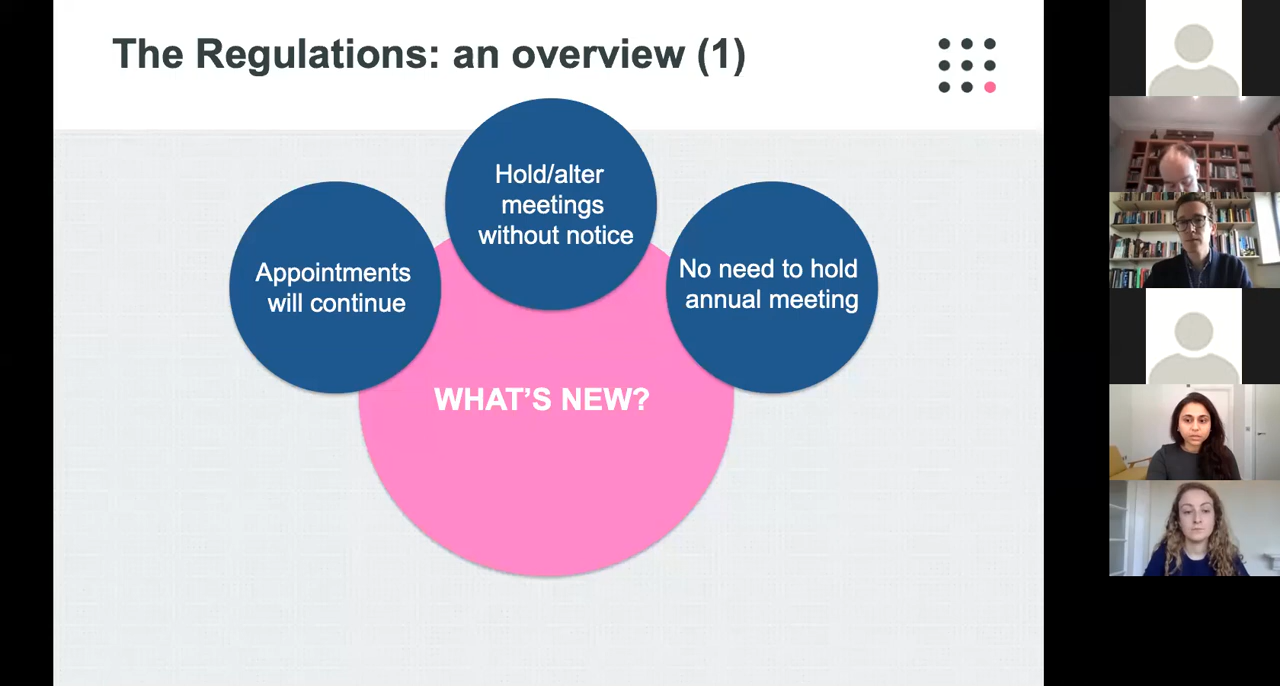 The Regulations: an overview (1)
Hold/alter
meetings
without notice
Appointments
will continue
No need to hold
annual meeting
WHAT'S NEW?